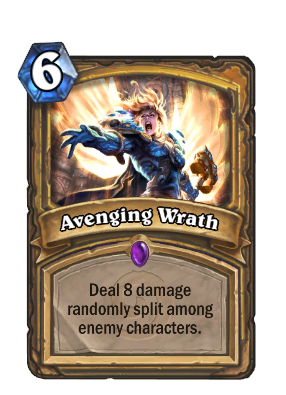 6
Avenging Wrath
Deal 8 damage
randomly split among
enemy characters.